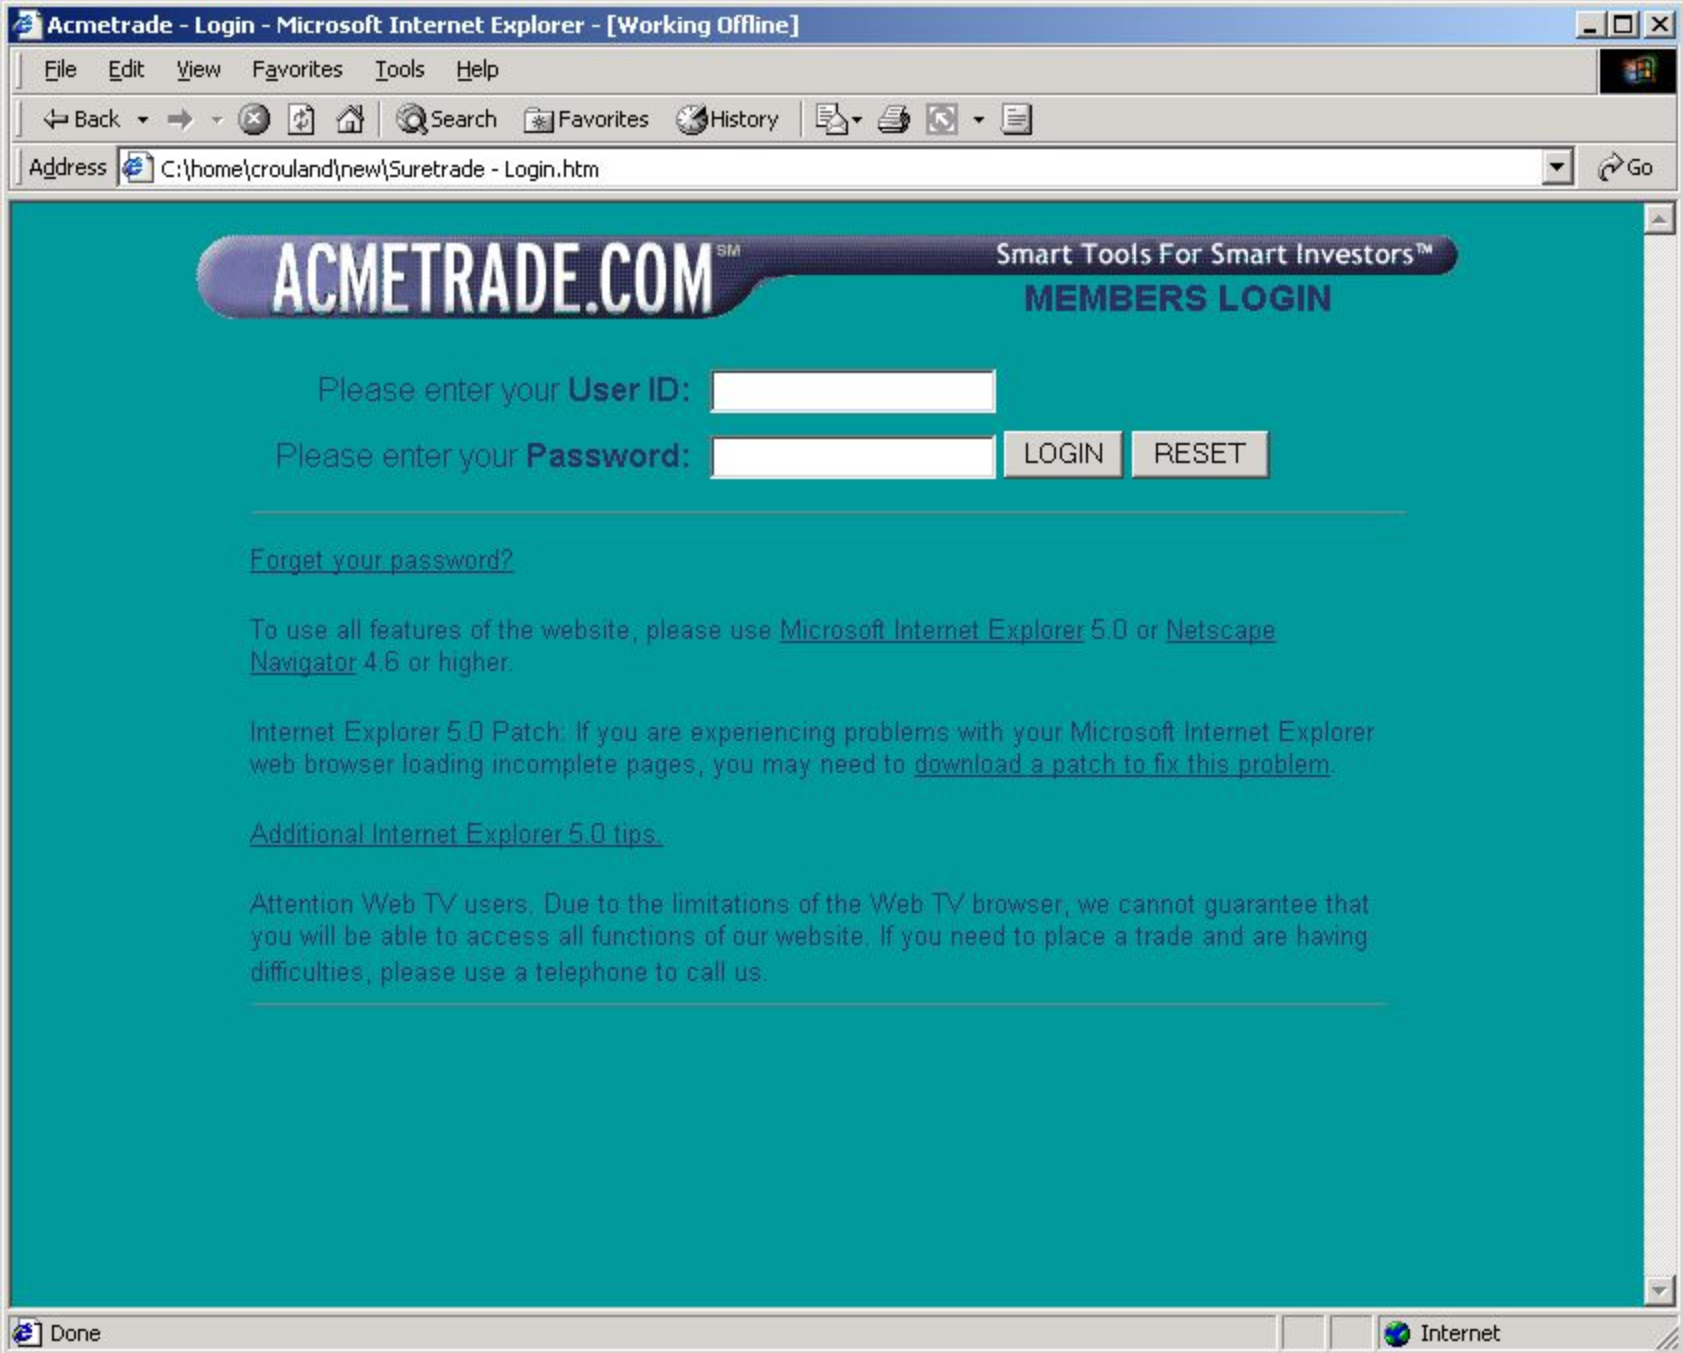 Acmetrade - Login - Microsoft Internet Explorer - [Working Offline]
File Edit View Favorites Tools Help
Back Search Favorites History
Address C:\home\crouland\new\Suretrade - Login.htm Go
ACMETRADE.COM℠ Smart Tools For Smart Investors™
MEMBERS LOGIN
Please enter your User ID:
Please enter your Password: LOGIN RESET
Forget your password?
To use all features of the website, please use Microsoft Internet Explorer 5.0 or Netscape
Navigator 4.6 or higher.
Internet Explorer 5.0 Patch: If you are experiencing problems with your Microsoft Internet Explorer
web browser loading incomplete pages, you may need to download a patch to fix this problem.
Additional Internet Explorer 5.0 tips.
Attention Web TV users. Due to the limitations of the Web TV browser, we cannot guarantee that
you will be able to access all functions of our website. If you need to place a trade and are having
difficulties, please use a telephone to call us.
Done Internet